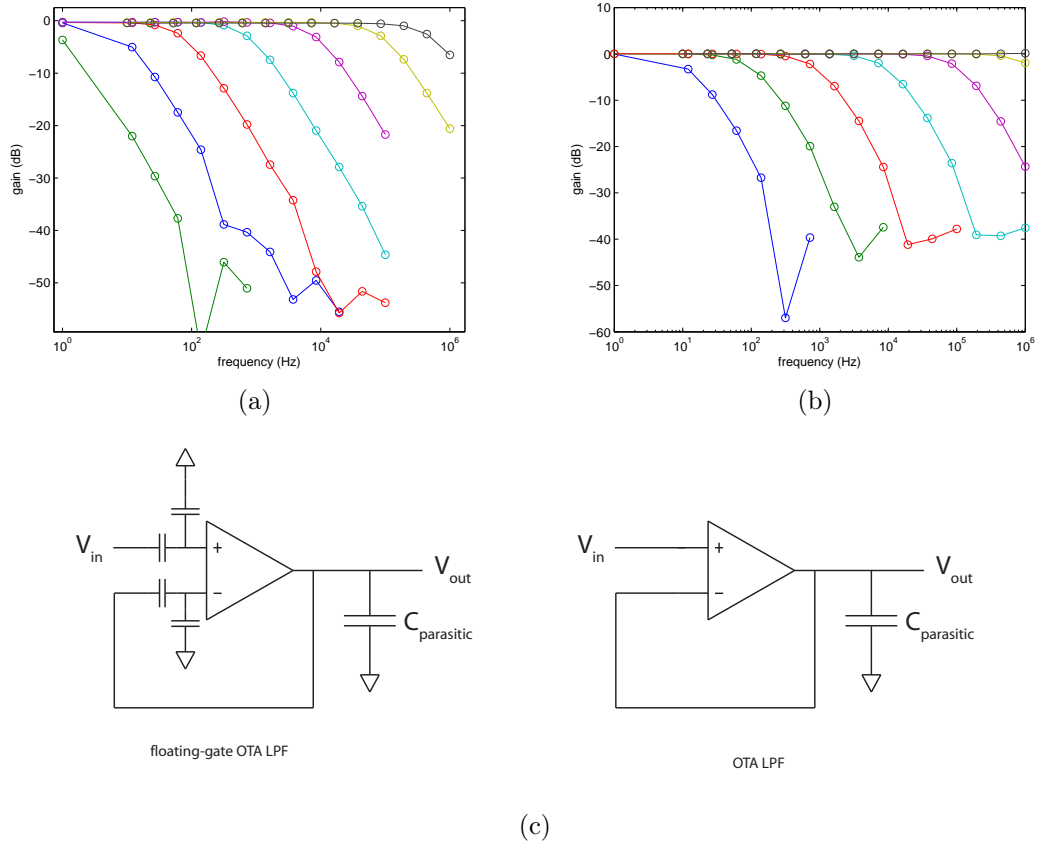 0
−10
−20
−30
−40
−50
gain (dB)
10^0
10^2
10^4
10^6
frequency (Hz)
(a)
10
0
−10
−20
−30
−40
−50
−60
gain (dB)
10^0
10^1
10^2
10^3
10^4
10^5
10^6
frequency (Hz)
(b)
V_in
+
−
V_out
C_parasitic
floating-gate OTA LPF
V_in
+
−
V_out
C_parasitic
OTA LPF
(c)